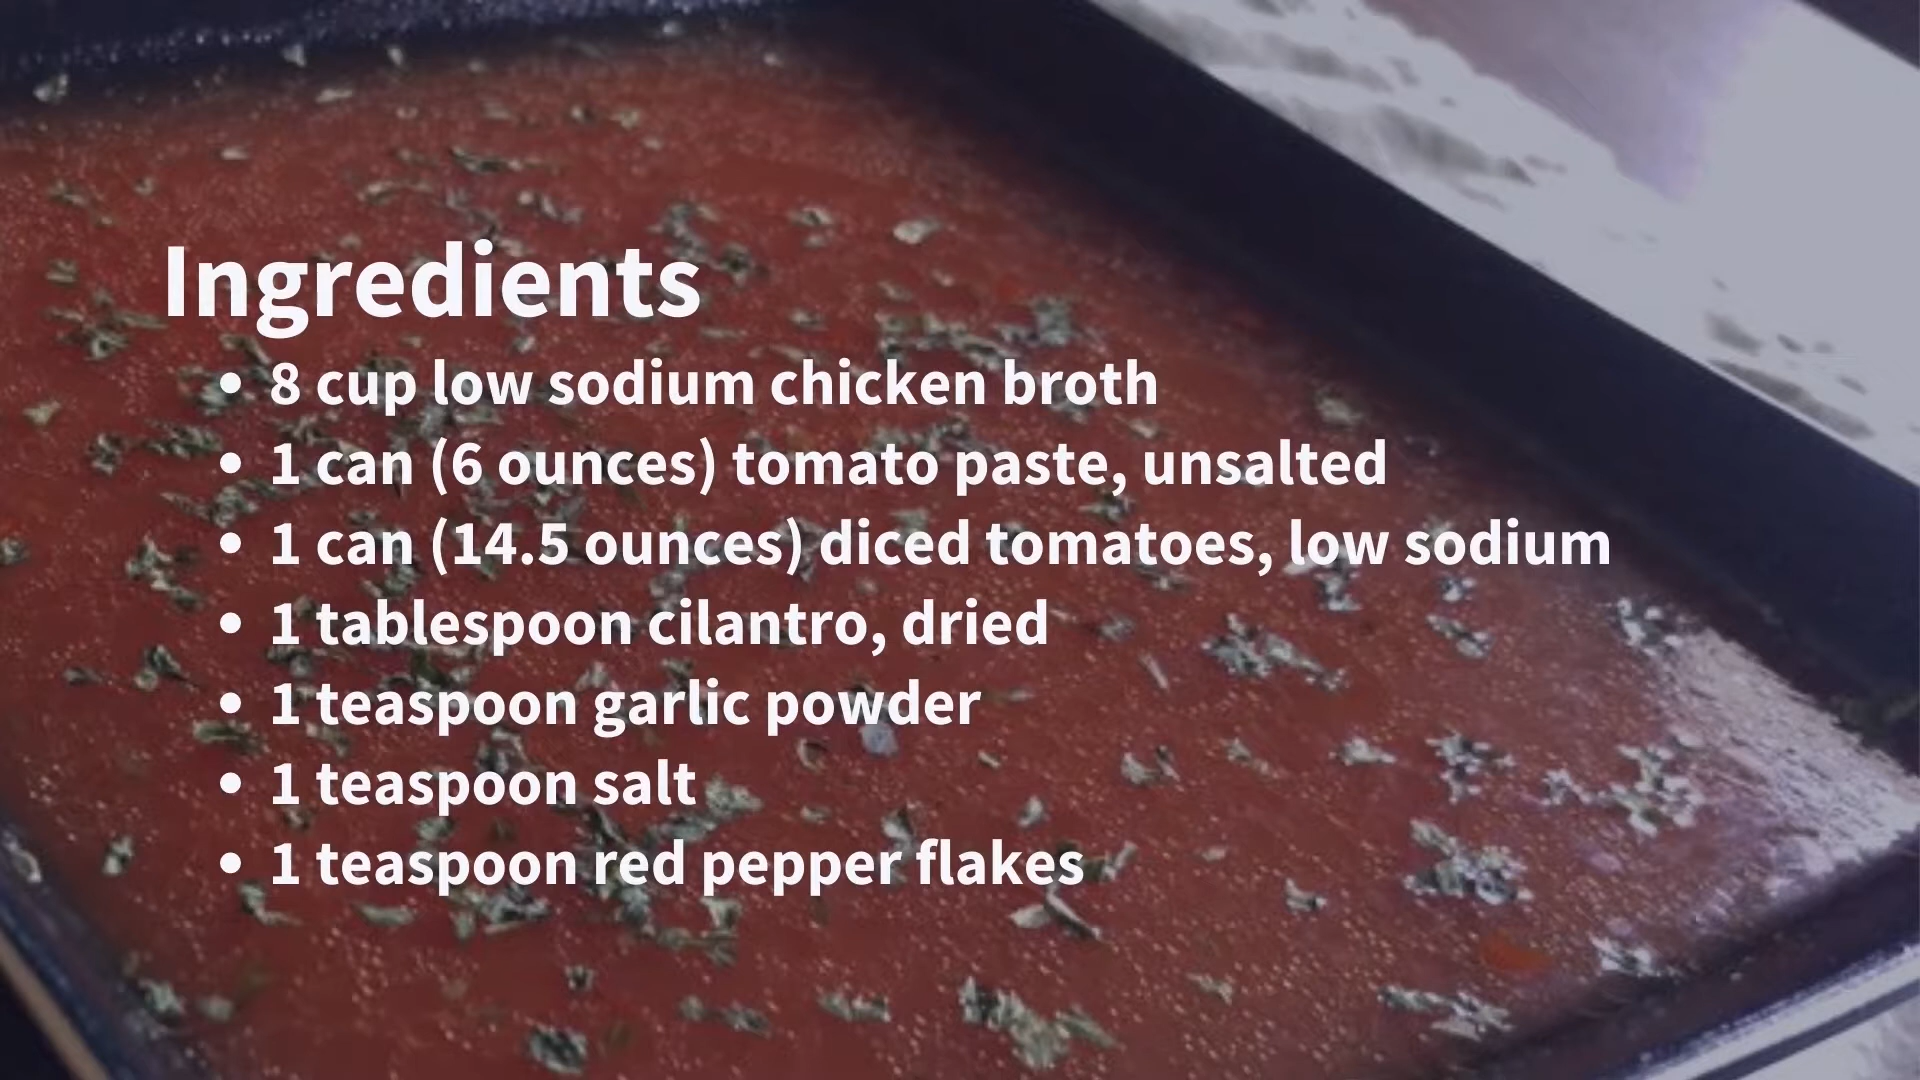 Ingredients
• 8 cup low sodium chicken broth
• 1 can (6 ounces) tomato paste, unsalted
• 1 can (14.5 ounces) diced tomatoes, low sodium
• 1 tablespoon cilantro, dried
• 1 teaspoon garlic powder
• 1 teaspoon salt
• 1 teaspoon red pepper flakes